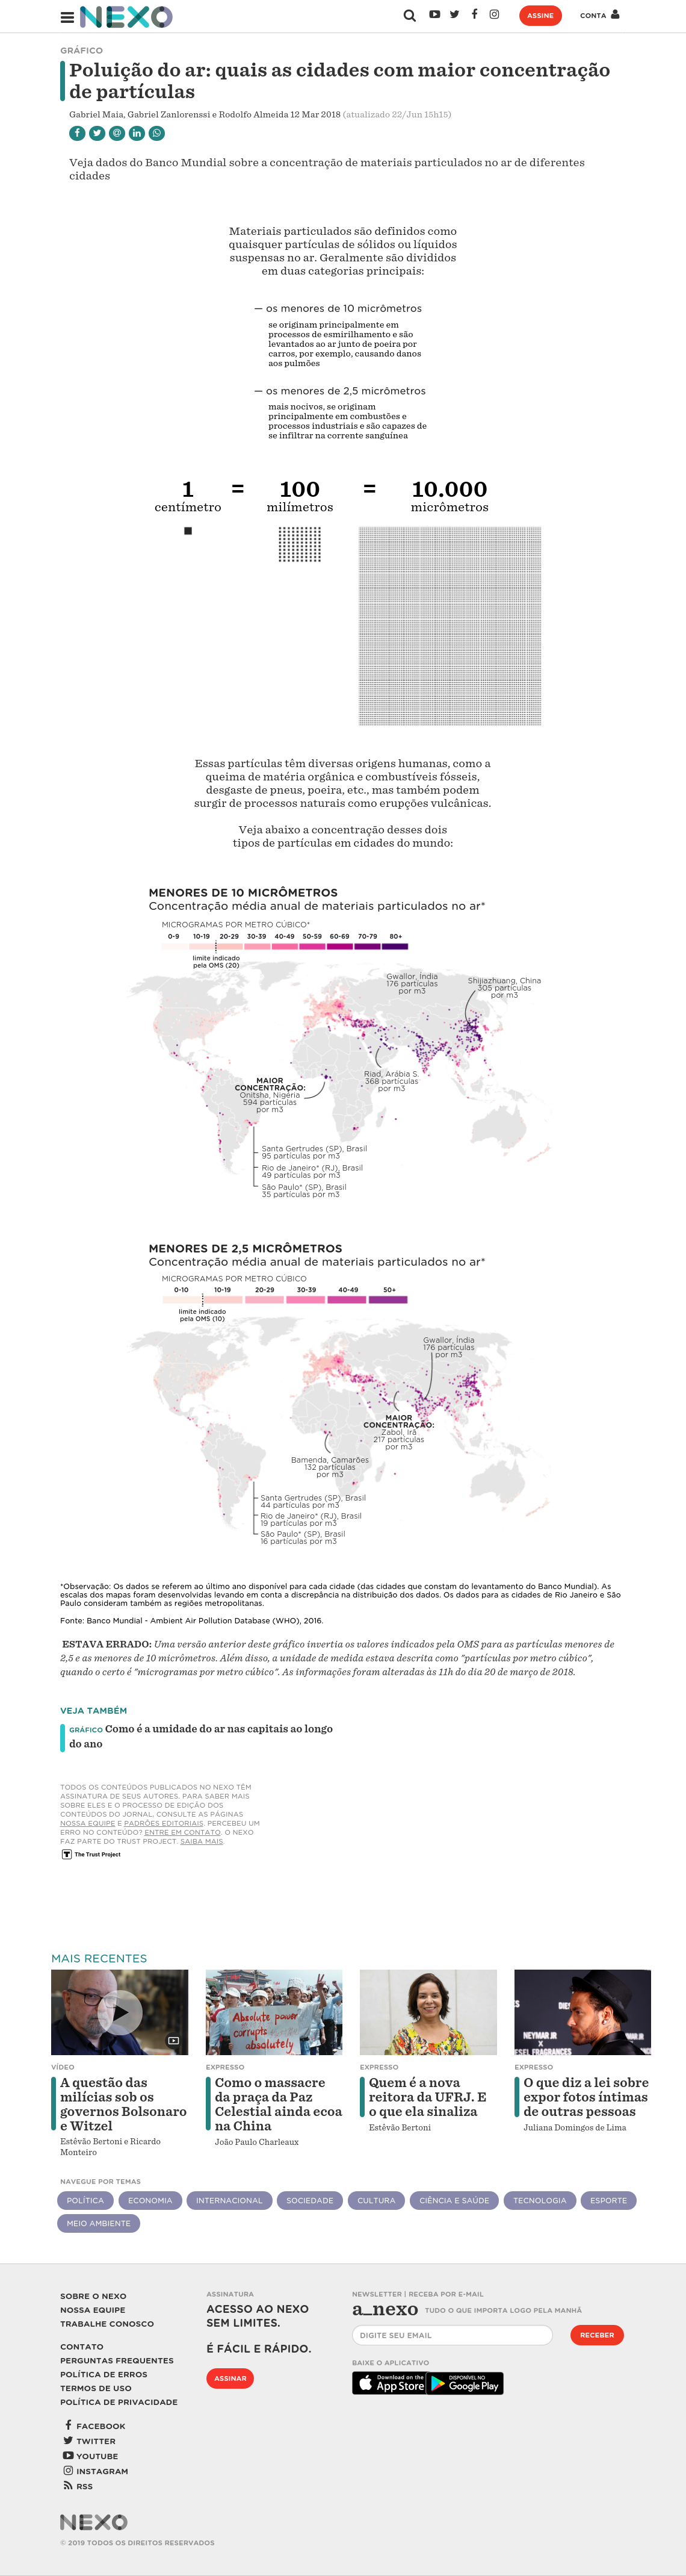 NEXO
ASSINE
CONTA
GRÁFICO
Poluição do ar: quais as cidades com maior concentração
de partículas
Gabriel Maia, Gabriel Zanlorenssi e Rodolfo Almeida 12 Mar 2018 (atualizado 22/Jun 15h15)
Veja dados do Banco Mundial sobre a concentração de materiais particulados no ar de diferentes
cidades
Materiais particulados são definidos como
quaisquer partículas de sólidos ou líquidos
suspensas no ar. Geralmente são divididos
em duas categorias principais:
— os menores de 10 micrômetros
se originam principalmente em
processos de esmirilhamento e são
levantados ao ar junto de poeira por
carros, por exemplo, causando danos
aos pulmões
— os menores de 2,5 micrômetros
mais nocivos, se originam
principalmente em combustões e
processos industriais e são capazes de
se infiltrar na corrente sanguínea
1 = 100 = 10.000
centímetro milímetros micrômetros
Essas partículas têm diversas origens humanas, como a
queima de matéria orgânica e combustíveis fósseis,
desgaste de pneus, poeira, etc., mas também podem
surgir de processos naturais como erupções vulcânicas.
Veja abaixo a concentração desses dois
tipos de partículas em cidades do mundo:
MENORES DE 10 MICRÔMETROS
Concentração média anual de materiais particulados no ar*
MICROGRAMAS POR METRO CÚBICO*
0-9 10-19 20-29 30-39 40-49 50-59 60-69 70-79 80+
limite indicado
pela OMS (20)
Gwallor, Índia
176 partículas
por m3
Shijiazhuang, China
305 partículas
por m3
Riad, Arábia S.
368 partículas
por m3
MAIOR
CONCENTRAÇÃO:
Onitsha, Nigéria
594 partículas
por m3
Santa Gertrudes (SP), Brasil
95 partículas por m3
Rio de Janeiro* (RJ), Brasil
49 partículas por m3
São Paulo* (SP), Brasil
35 partículas por m3
MENORES DE 2,5 MICRÔMETROS
Concentração média anual de materiais particulados no ar*
MICROGRAMAS POR METRO CÚBICO
0-10 10-19 20-29 30-39 40-49 50+
limite indicado
pela OMS (10)
Gwallor, Índia
176 partículas
por m3
MAIOR
CONCENTRAÇÃO:
Zabol, Irã
217 partículas
por m3
Bamenda, Camarões
132 partículas
por m3
Santa Gertrudes (SP), Brasil
44 partículas por m3
Rio de Janeiro* (RJ), Brasil
19 partículas por m3
São Paulo* (SP), Brasil
16 partículas por m3
*Observação: Os dados se referem ao último ano disponível para cada cidade (das cidades que constam do levantamento do Banco Mundial). As
escalas dos mapas foram desenvolvidas levando em conta a discrepância na distribuição dos dados. Os dados para as cidades de Rio Janeiro e São
Paulo consideram também as regiões metropolitanas.
Fonte: Banco Mundial - Ambient Air Pollution Database (WHO), 2016.
ESTAVA ERRADO: Uma versão anterior deste gráfico invertia os valores indicados pela OMS para as partículas menores de
2,5 e as menores de 10 micrômetros. Além disso, a unidade de medida estava descrita como "partículas por metro cúbico",
quando o certo é "microgramas por metro cúbico". As informações foram alteradas às 11h do dia 20 de março de 2018.
VEJA TAMBÉM
GRÁFICO Como é a umidade do ar nas capitais ao longo
do ano
TODOS OS CONTEÚDOS PUBLICADOS NO NEXO TÊM
ASSINATURA DE SEUS AUTORES. PARA SABER MAIS
SOBRE ELES E O PROCESSO DE EDIÇÃO DOS
CONTEÚDOS DO JORNAL, CONSULTE AS PÁGINAS
NOSSA EQUIPE E PADRÕES EDITORIAIS. PERCEBEU UM
ERRO NO CONTEÚDO? ENTRE EM CONTATO. O NEXO
FAZ PARTE DO TRUST PROJECT. SAIBA MAIS.
T The Trust Project
MAIS RECENTES
Absolute power
corrupts
absolutely
DIESEL
NEYMAR JR
DIESEL FRAGRANCES
VÍDEO
A questão das
milícias sob os
governos Bolsonaro
e Witzel
Estêvão Bertoni e Ricardo
Monteiro
EXPRESSO
Como o massacre
da praça da Paz
Celestial ainda ecoa
na China
João Paulo Charleaux
EXPRESSO
Quem é a nova
reitora da UFRJ. E
o que ela sinaliza
Estêvão Bertoni
EXPRESSO
O que diz a lei sobre
expor fotos íntimas
de outras pessoas
Juliana Domingos de Lima
NAVEGUE POR TEMAS
POLÍTICA ECONOMIA INTERNACIONAL SOCIEDADE CULTURA CIÊNCIA E SAÚDE TECNOLOGIA ESPORTE
MEIO AMBIENTE
SOBRE O NEXO
NOSSA EQUIPE
TRABALHE CONOSCO
CONTATO
PERGUNTAS FREQUENTES
POLÍTICA DE ERROS
TERMOS DE USO
POLÍTICA DE PRIVACIDADE
FACEBOOK
TWITTER
YOUTUBE
INSTAGRAM
RSS
ASSINATURA
ACESSO AO NEXO
SEM LIMITES.
É FÁCIL E RÁPIDO.
ASSINAR
NEWSLETTER | RECEBA POR E-MAIL
a_nexo TUDO O QUE IMPORTA LOGO PELA MANHÃ
DIGITE SEU EMAIL
RECEBER
BAIXE O APLICATIVO
Download on the
App Store
DISPONÍVEL NO
Google Play
NEXO
© 2019 TODOS OS DIREITOS RESERVADOS